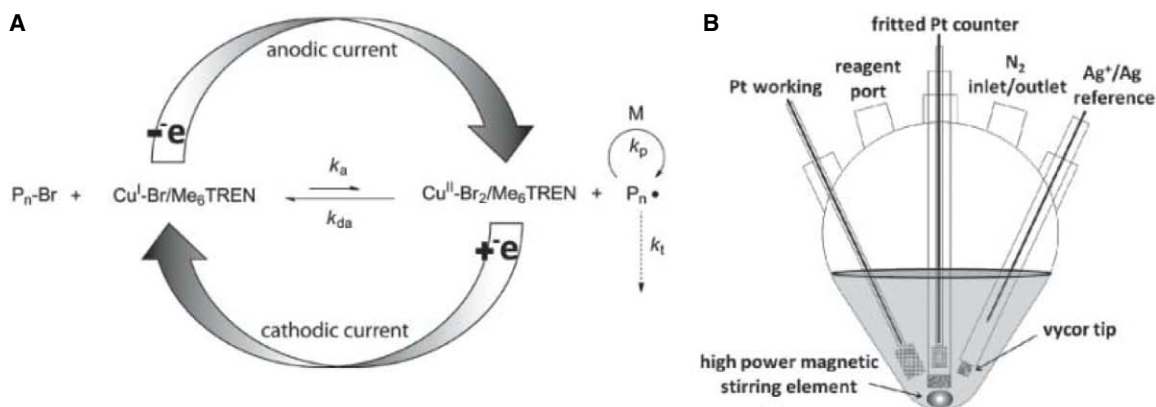 A
anodic current
-⁻e
M
kₚ
kₐ
Pₙ-Br + Cuᴵ-Br/Me₆TREN
Cuᴵᴵ-Br₂/Me₆TREN + Pₙ •
k_da
+⁻e
kₜ
cathodic current
B
fritted Pt counter
reagent
port
N₂
inlet/outlet
Pt working
Ag⁺/Ag
reference
vycor tip
high power magnetic
stirring element